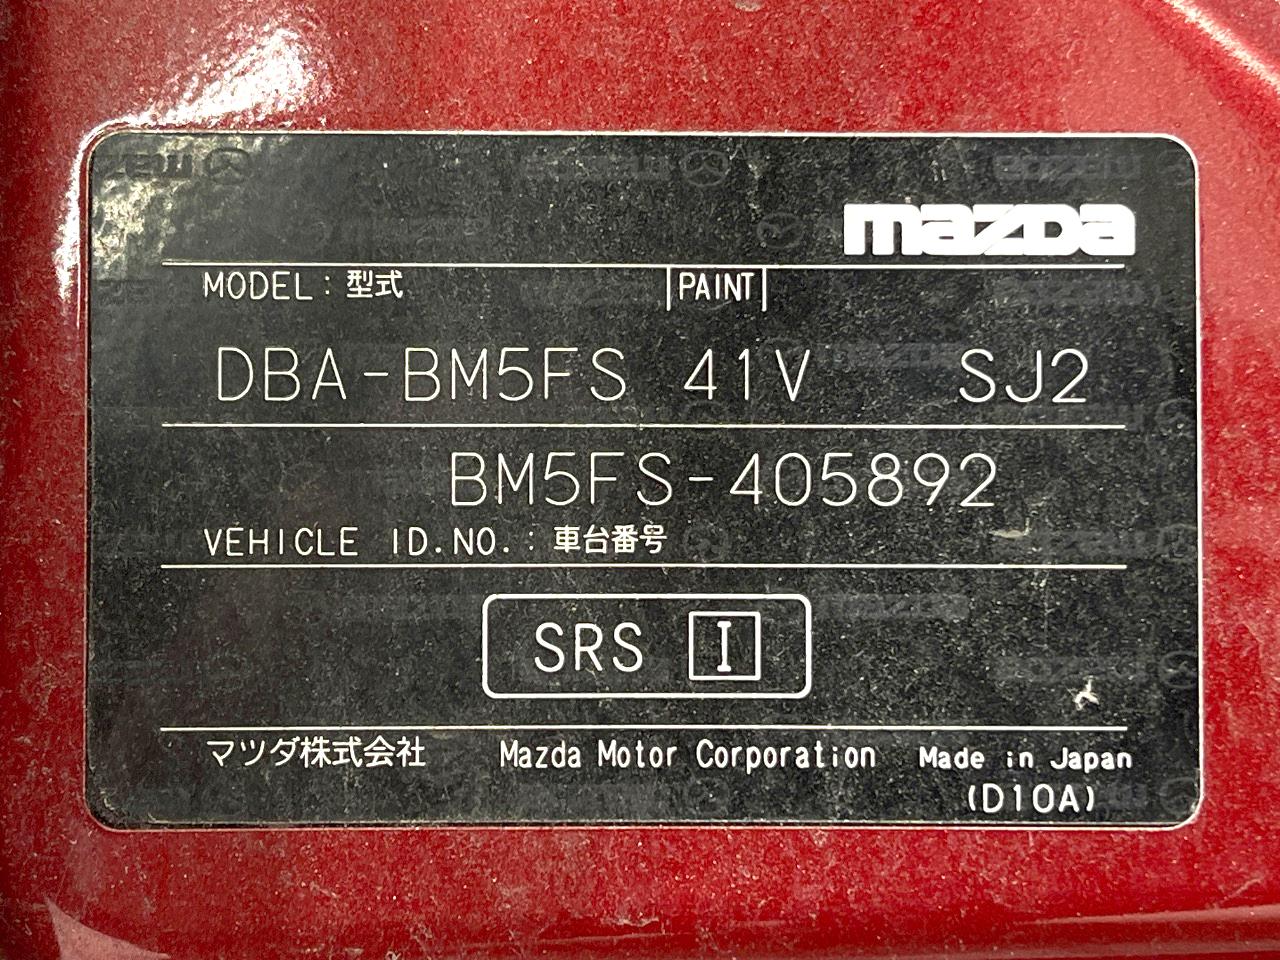 mazda
MODEL : 型式 PAINT
DBA-BM5FS 41V SJ2
BM5FS-405892
VEHICLE ID.NO. : 車台番号
SRS I
マツダ株式会社 Mazda Motor Corporation Made in Japan
(D10A)